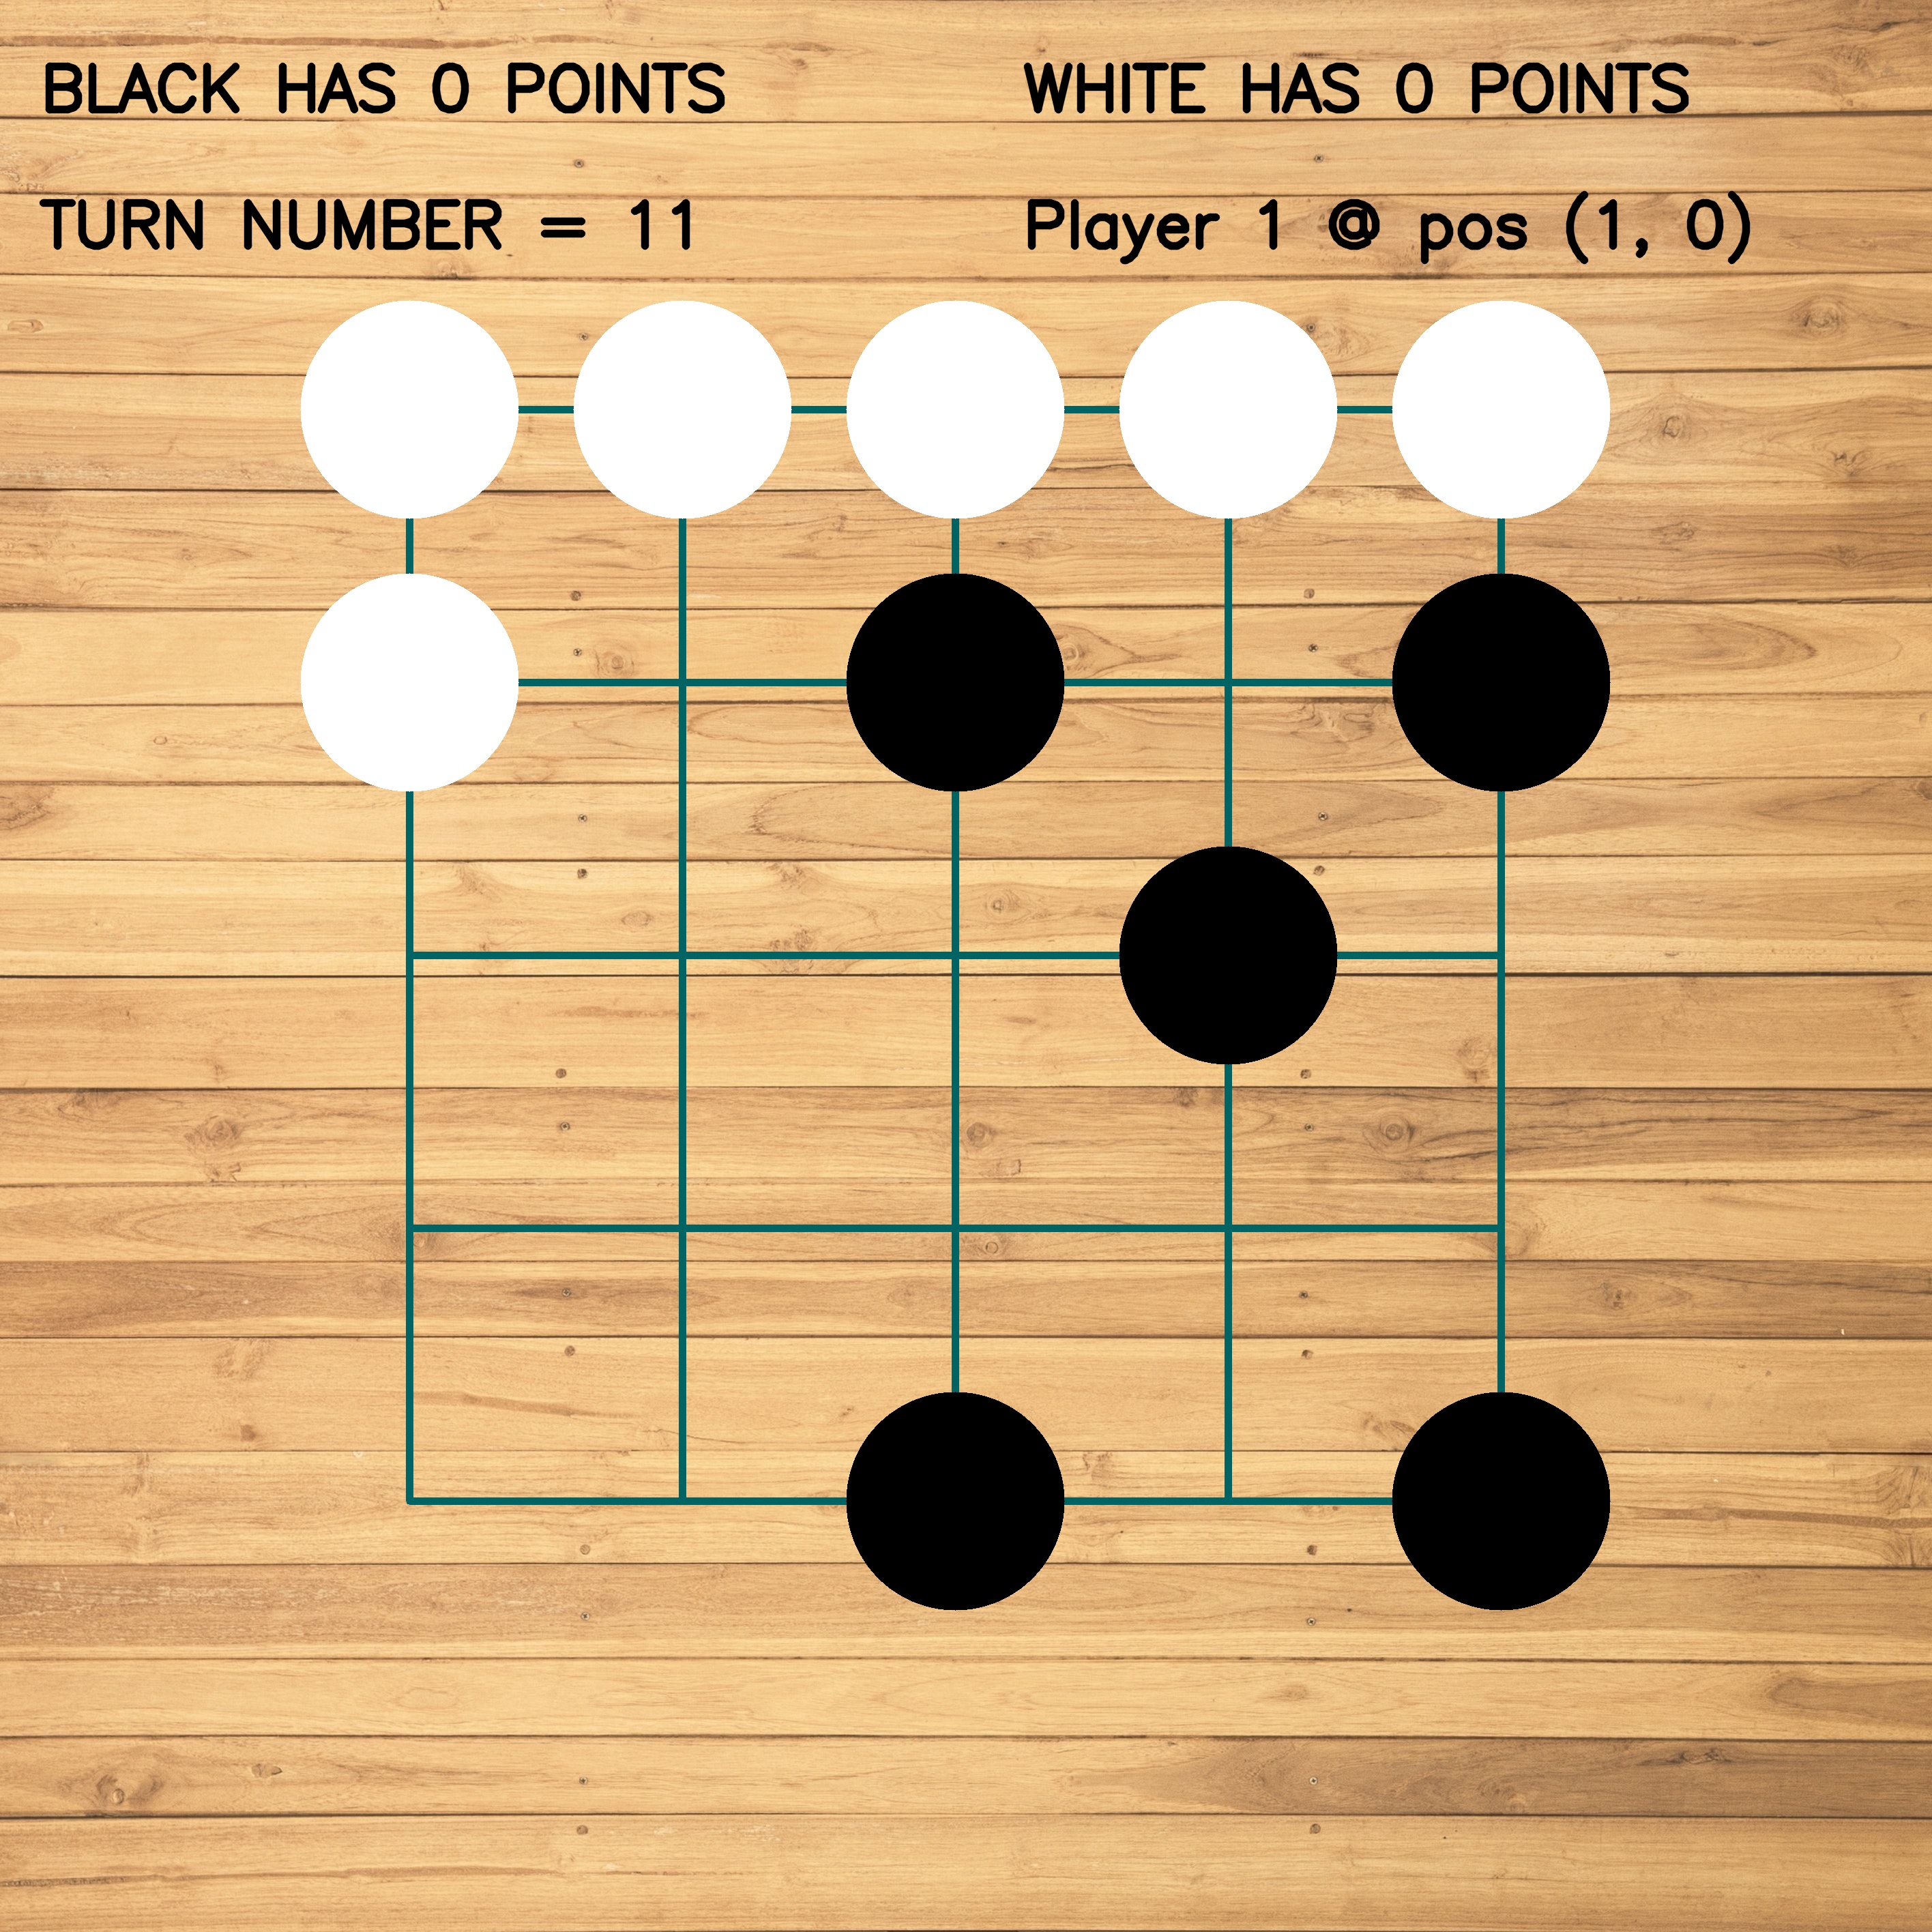 BLACK HAS 0 POINTS
WHITE HAS 0 POINTS
TURN NUMBER = 11
Player 1 @ pos (1, 0)